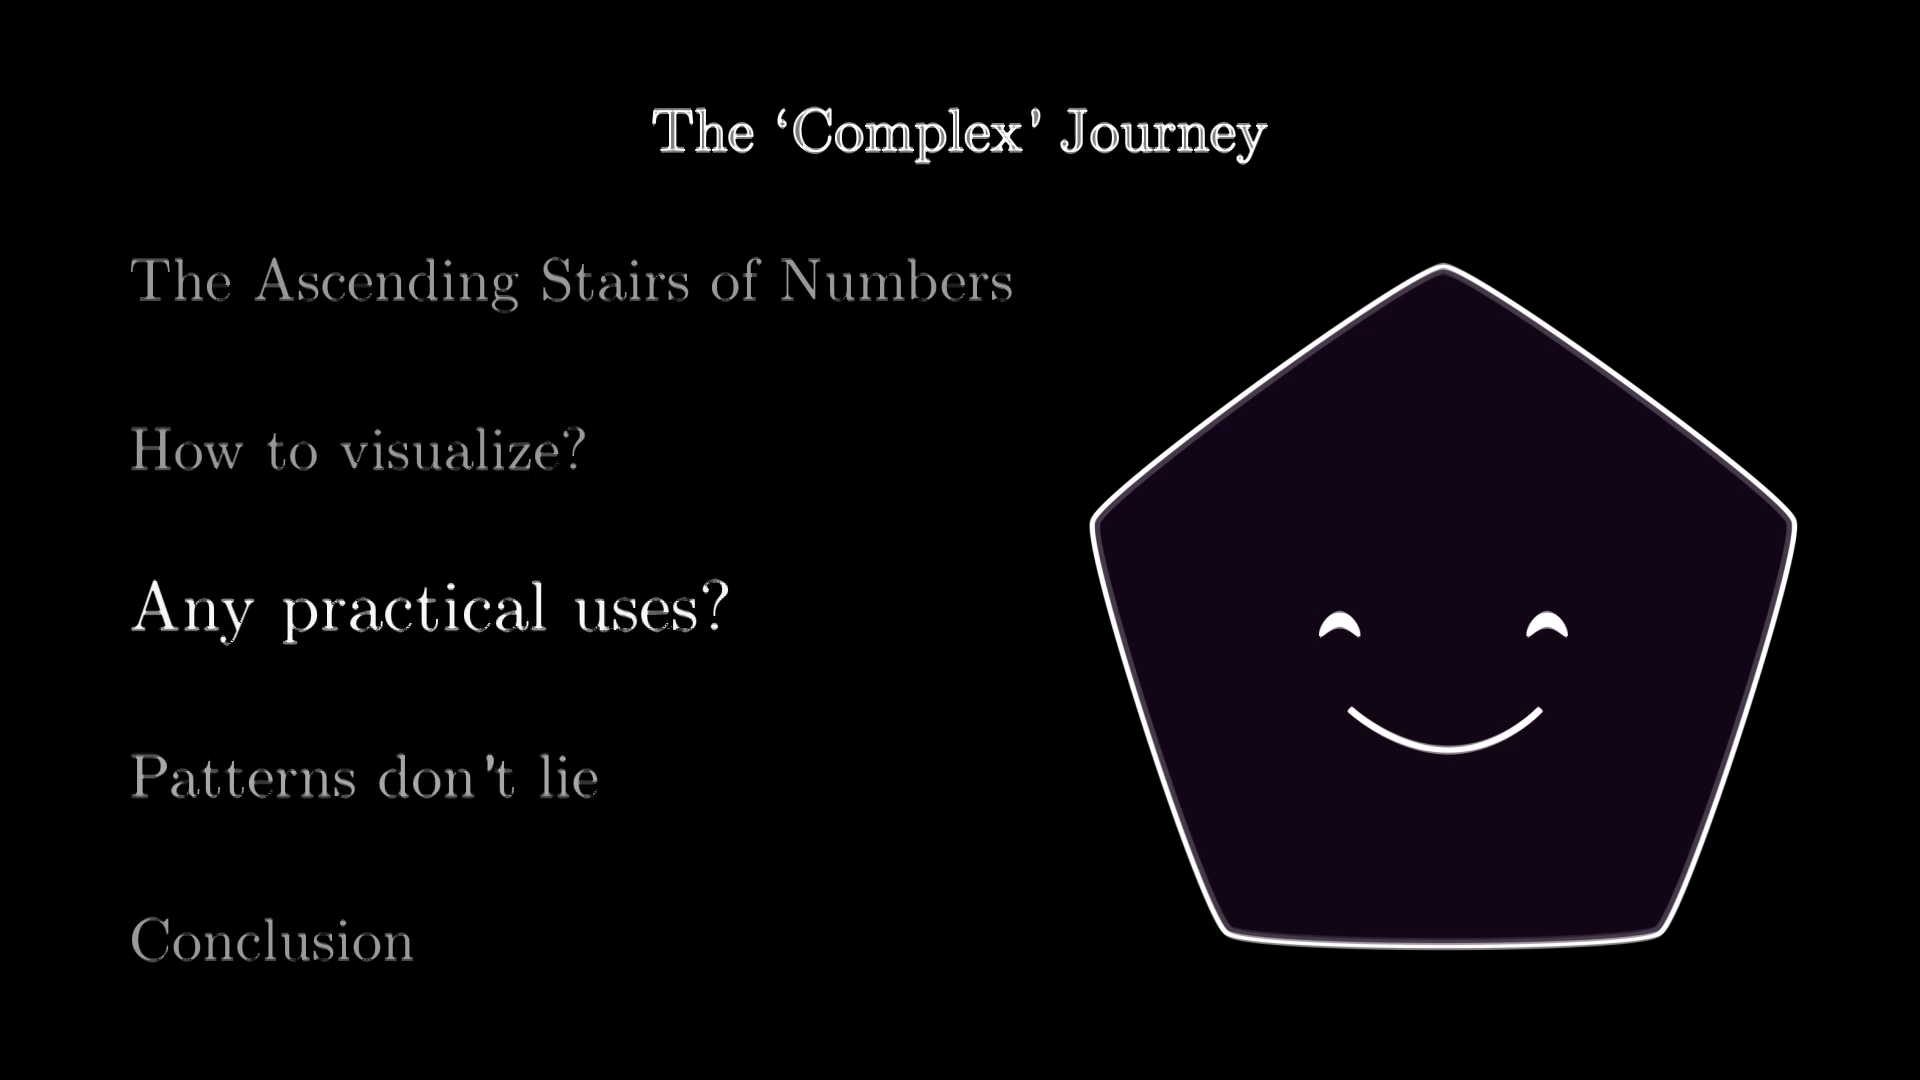 The ‘Complex’ Journey
The Ascending Stairs of Numbers
How to visualize?
Any practical uses?
Patterns don't lie
Conclusion